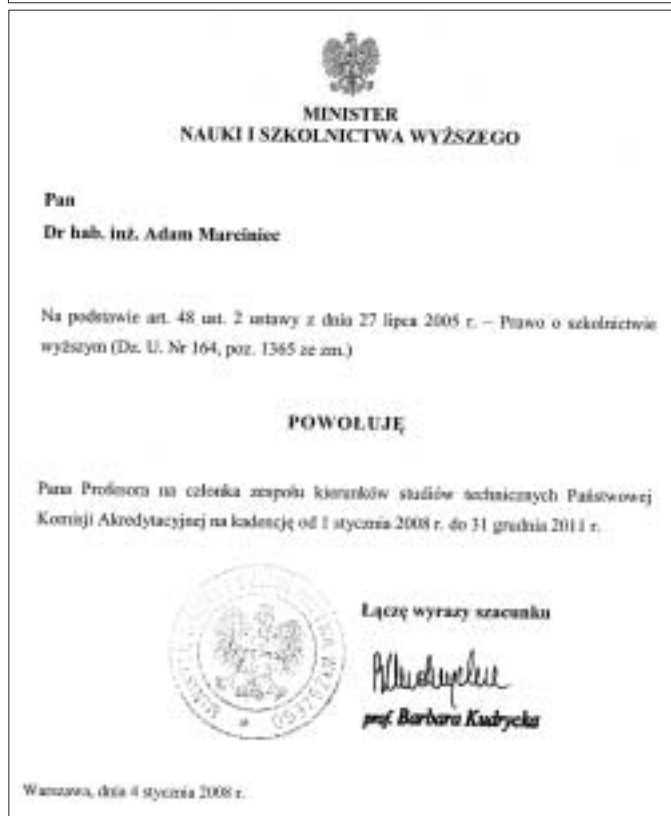 MINISTER
NAUKI I SZKOLNICTWA WYŻSZEGO
Pan
Dr hab. inż. Adam Marciniec
Na podstawie art. 48 ust. 2 ustawy z dnia 27 lipca 2005 r. – Prawo o szkolnictwie
wyższym (Dz. U. Nr 164, poz. 1365 ze zm.)
POWOŁUJĘ
Pana Profesora na członka zespołu kierunków studiów technicznych Państwowej
Komisji Akredytacyjnej na kadencję od 1 stycznia 2008 r. do 31 grudnia 2011 r.
Łączę wyrazy szacunku
prof. Barbara Kudrycka
Warszawa, dnia 4 stycznia 2008 r.